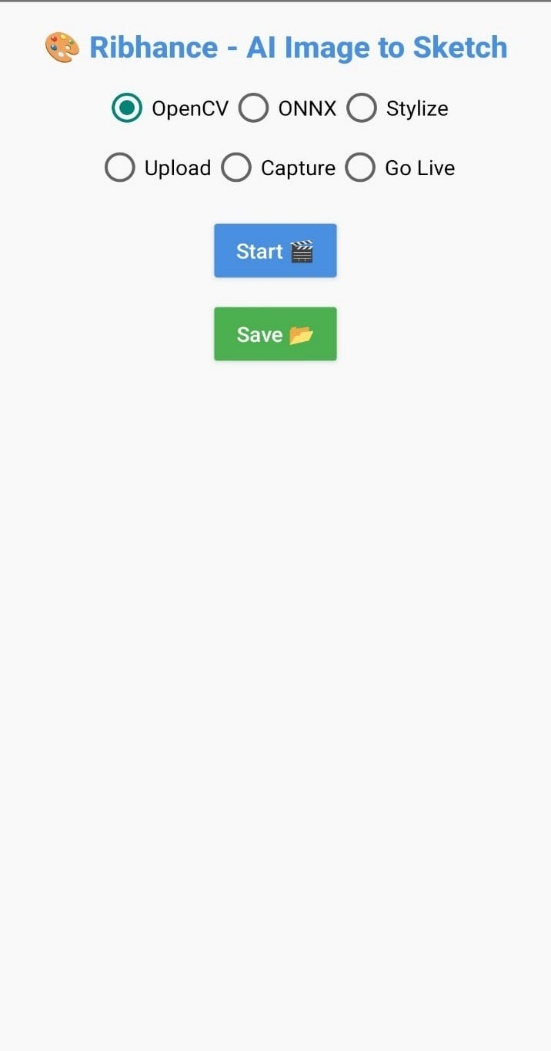 🎨 Ribhance - AI Image to Sketch
OpenCV ONNX Stylize
Upload Capture Go Live
Start 🎬
Save 📂